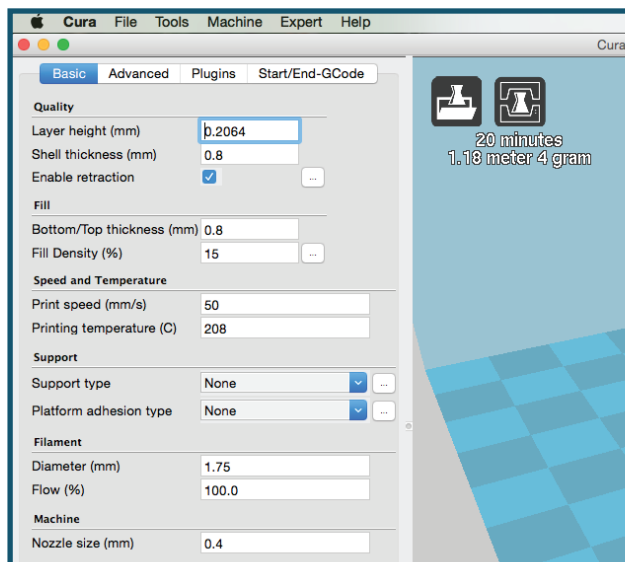 Cura File Tools Machine Expert Help
Cura
Basic Advanced Plugins Start/End-GCode
20 minutes
1.18 meter 4 gram
Quality
Layer height (mm) 0.2064
Shell thickness (mm) 0.8
Enable retraction ...
Fill
Bottom/Top thickness (mm) 0.8
Fill Density (%) 15 ...
Speed and Temperature
Print speed (mm/s) 50
Printing temperature (C) 208
Support
Support type None ...
Platform adhesion type None ...
Filament
Diameter (mm) 1.75
Flow (%) 100.0
Machine
Nozzle size (mm) 0.4